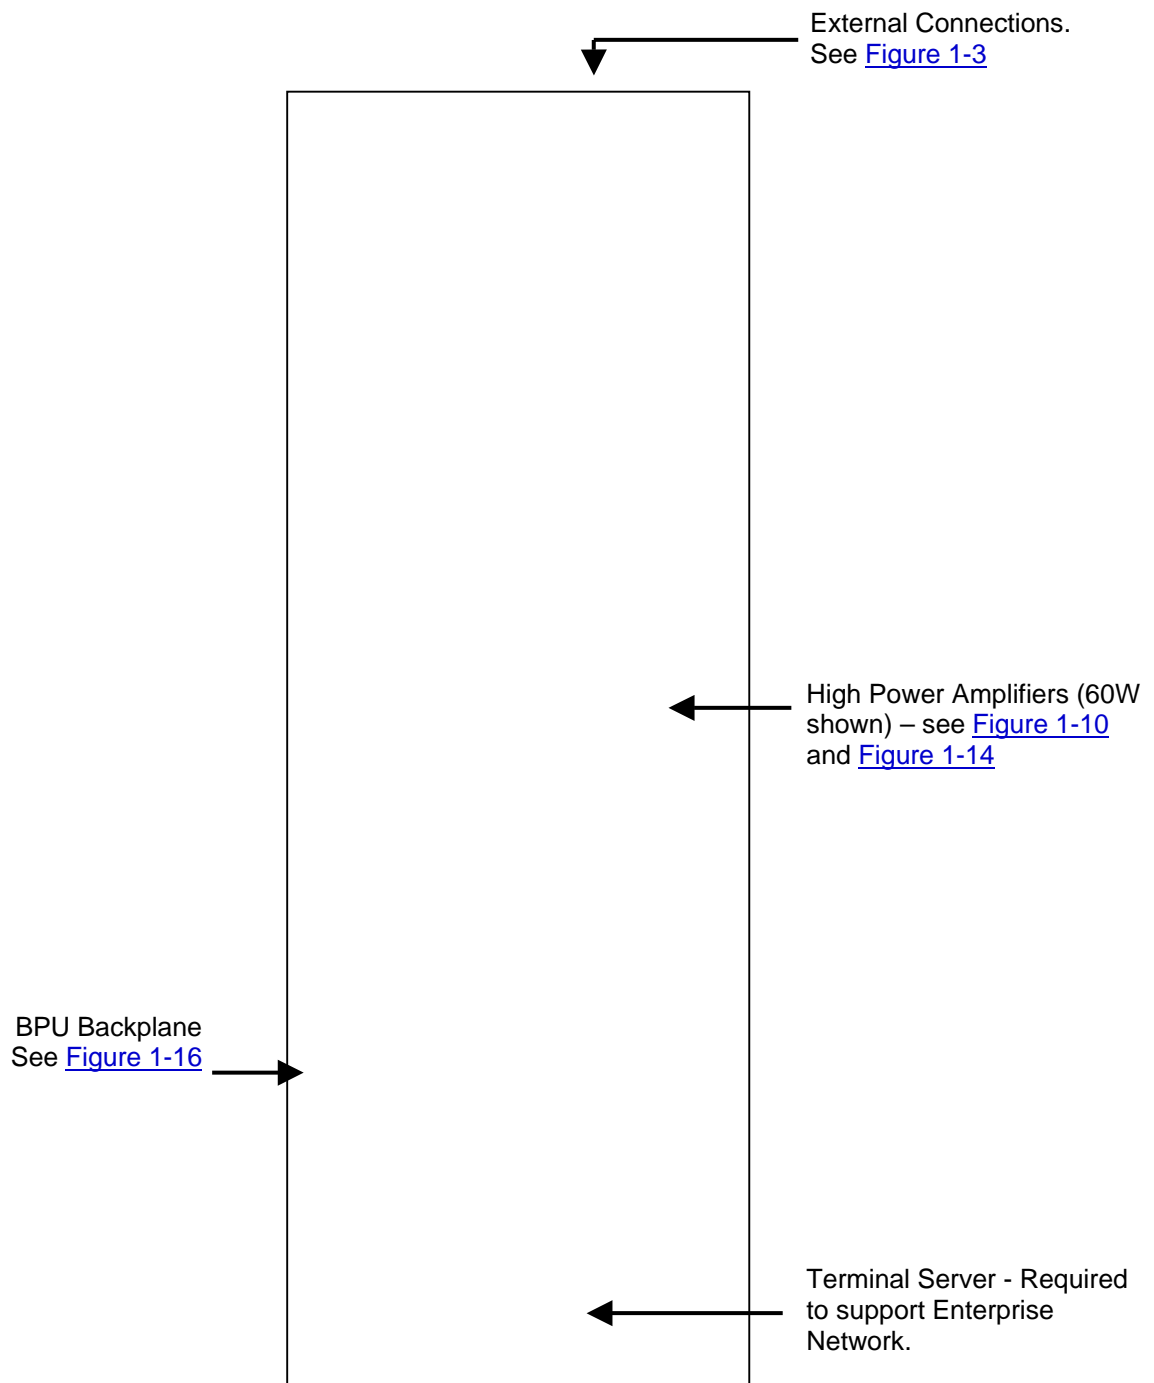 External Connections.
See Figure 1-3
High Power Amplifiers (60W
shown) – see Figure 1-10
and Figure 1-14
BPU Backplane
See Figure 1-16
Terminal Server - Required
to support Enterprise
Network.